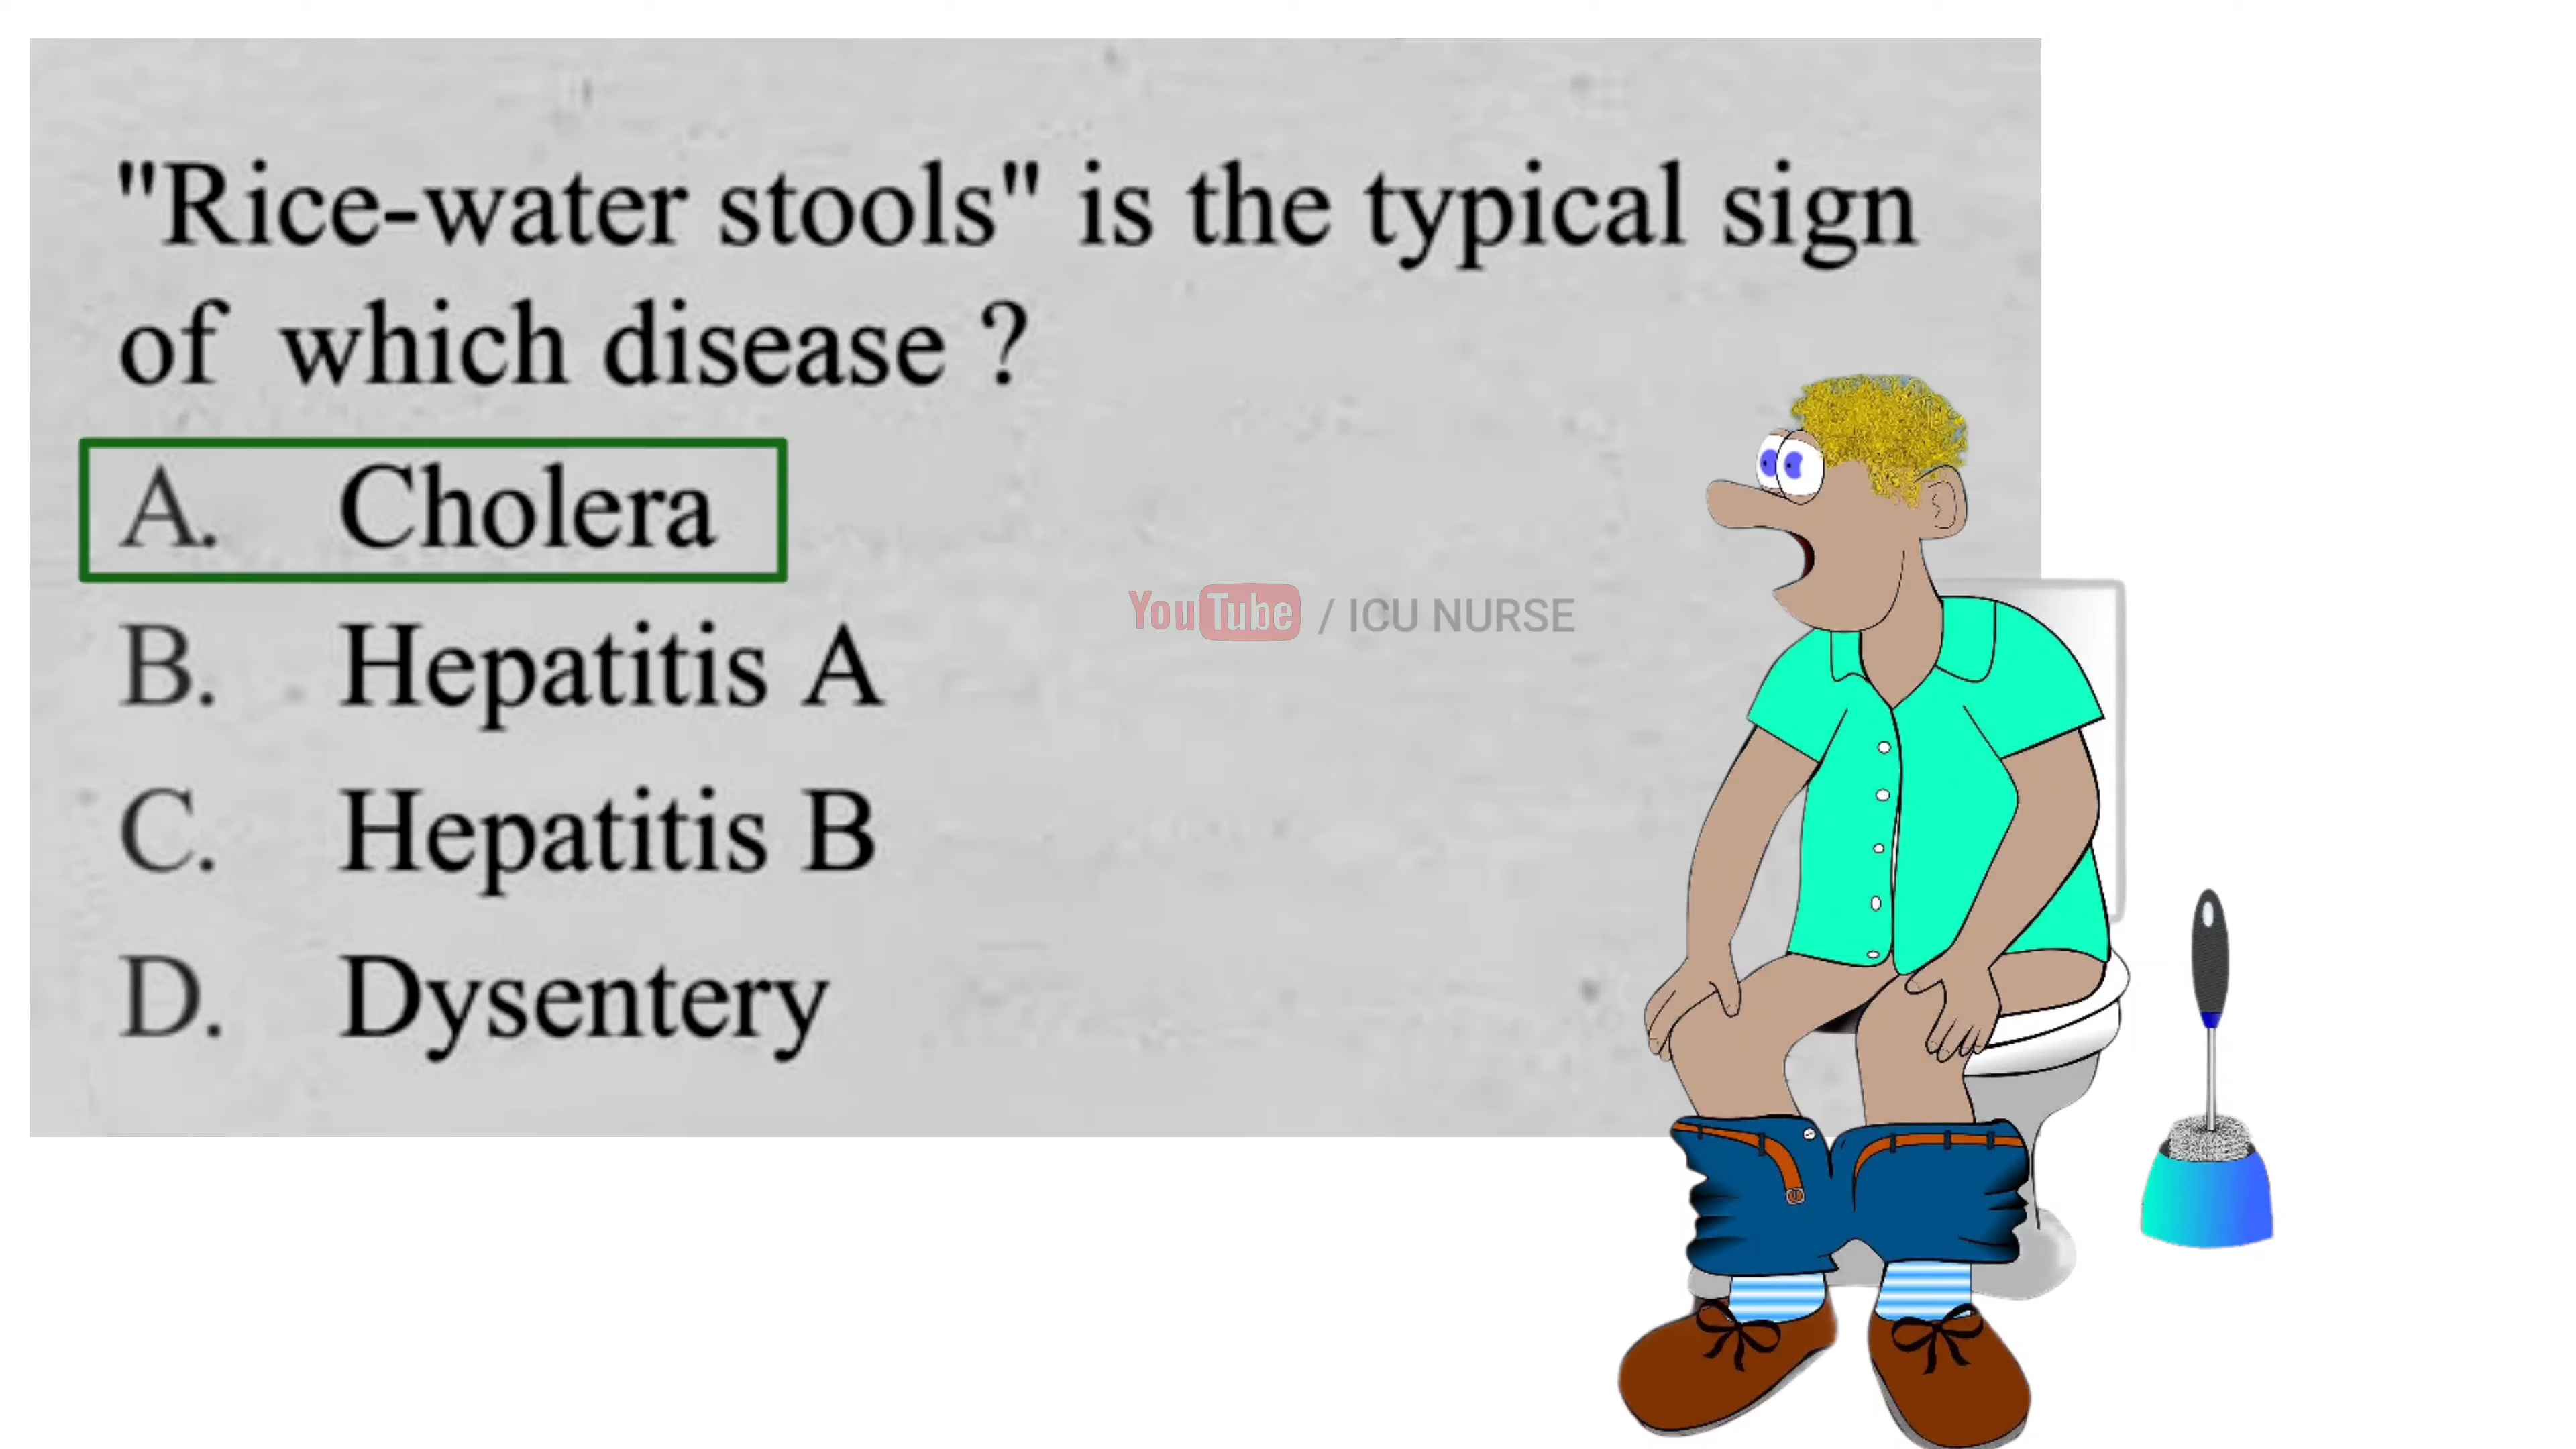 "Rice-water stools" is the typical sign
of which disease ?
A. Cholera
B. Hepatitis A
C. Hepatitis B
D. Dysentery
YouTube / ICU NURSE